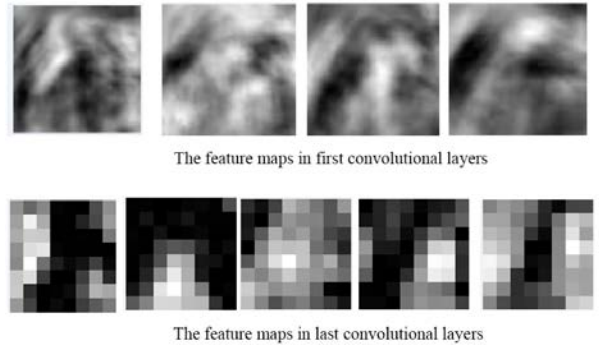 The feature maps in first convolutional layers
The feature maps in last convolutional layers